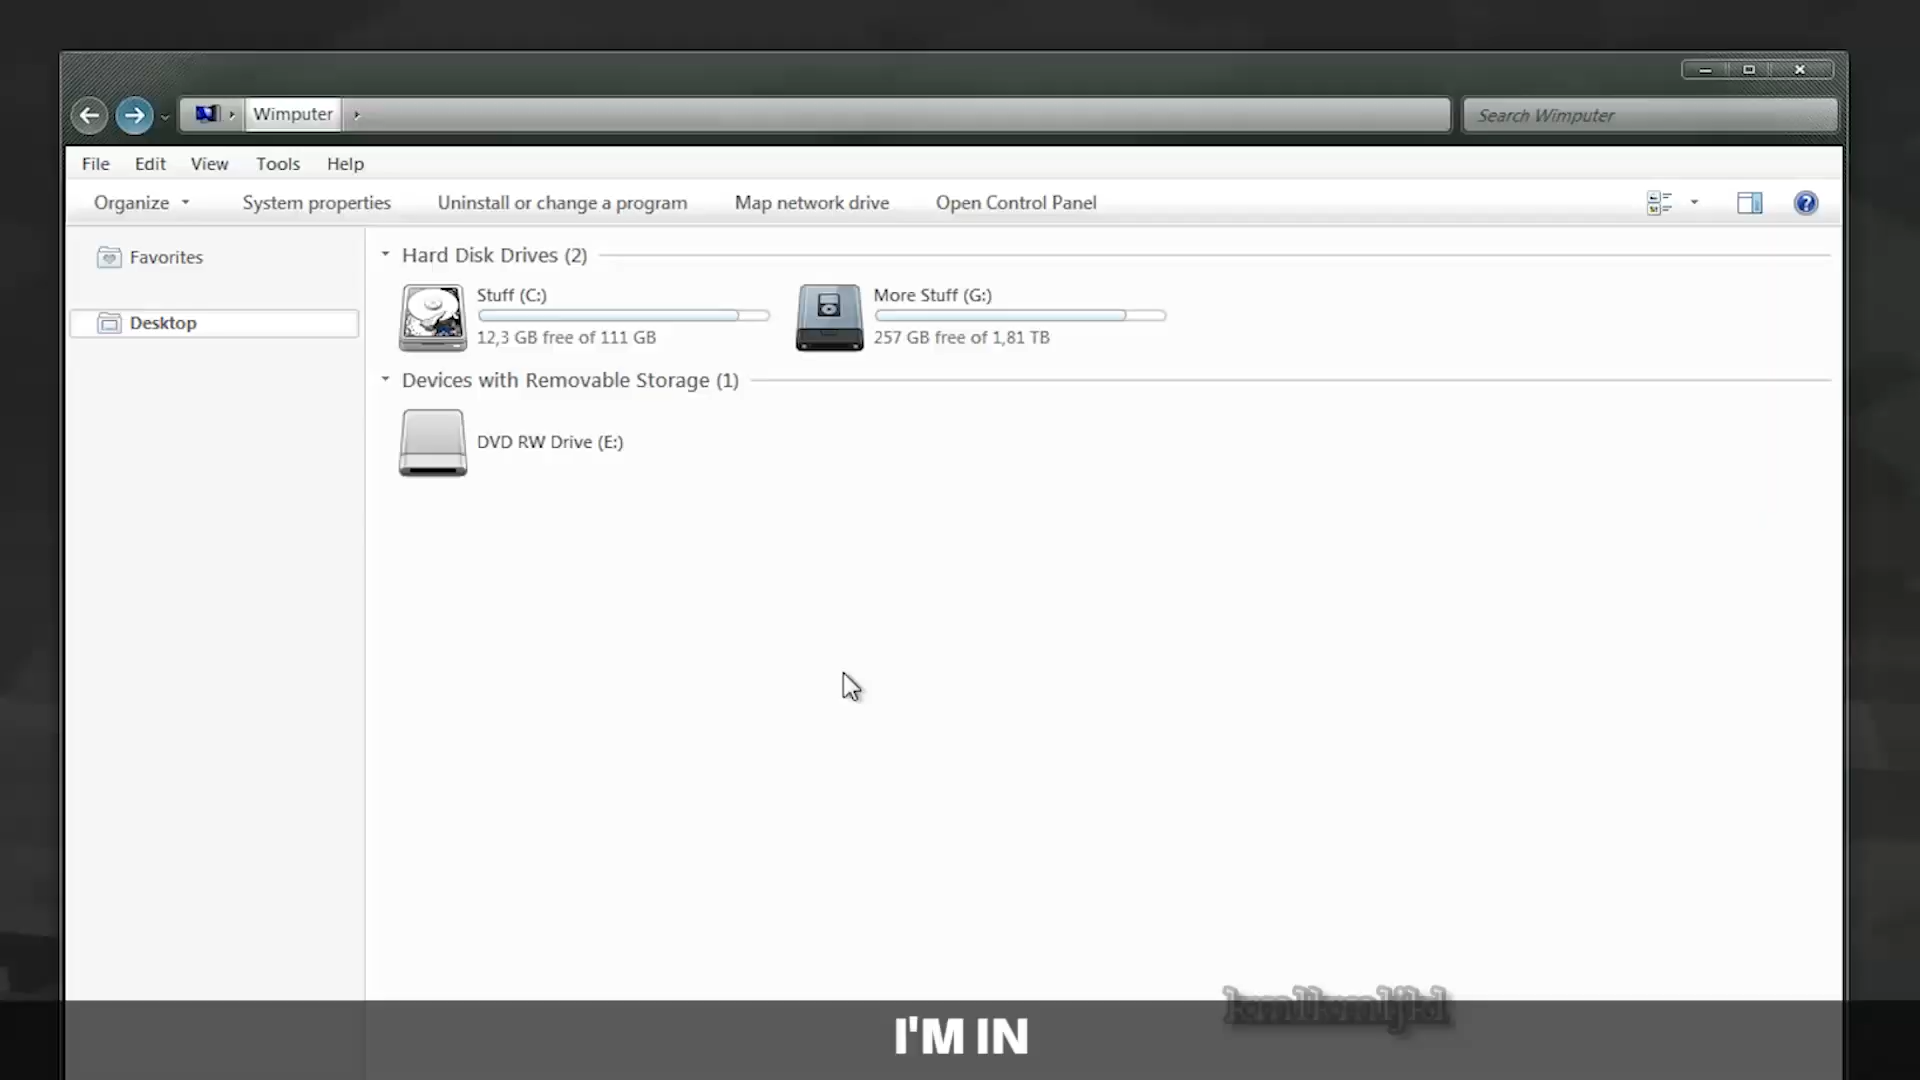 Wimputer
Search Wimputer
File Edit View Tools Help
Organize System properties Uninstall or change a program Map network drive Open Control Panel
Favorites
Desktop
Hard Disk Drives (2)
Stuff (C:)
12,3 GB free of 111 GB
More Stuff (G:)
257 GB free of 1,81 TB
Devices with Removable Storage (1)
DVD RW Drive (E:)
I'M IN